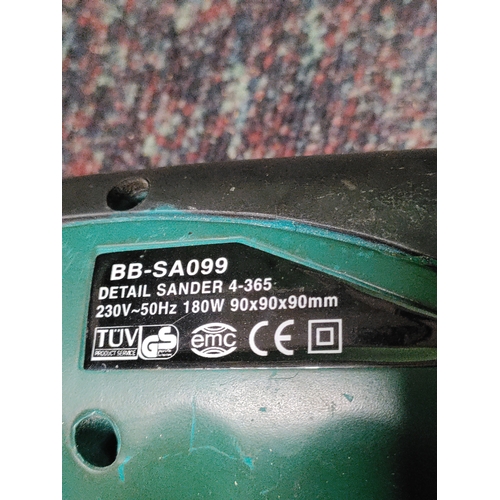 BB-SA099
DETAIL SANDER 4-365
230V~50Hz 180W 90x90x90mm
TÜV GS emc CE
PRODUCT SERVICE